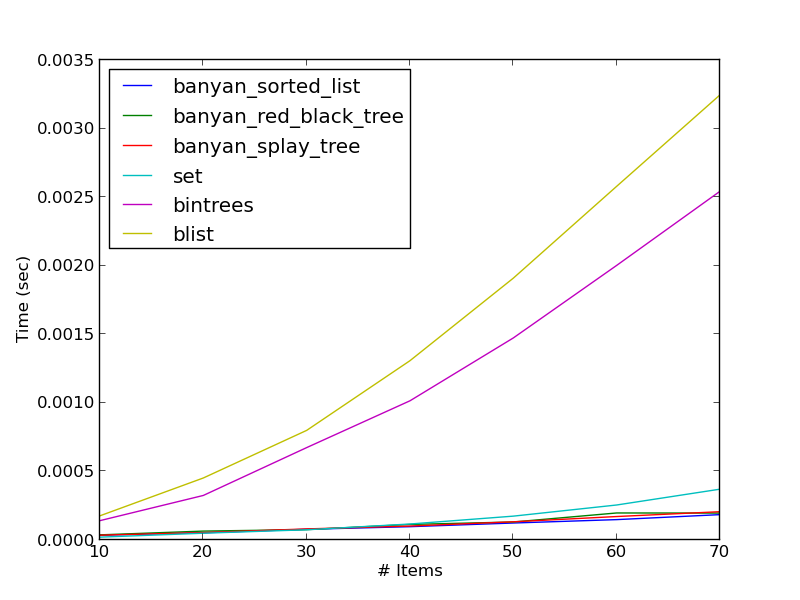 0.0035
0.0030
0.0025
0.0020
0.0015
0.0010
0.0005
0.0000
Time (sec)
banyan_sorted_list
banyan_red_black_tree
banyan_splay_tree
set
bintrees
blist
10 20 30 40 50 60 70
# Items